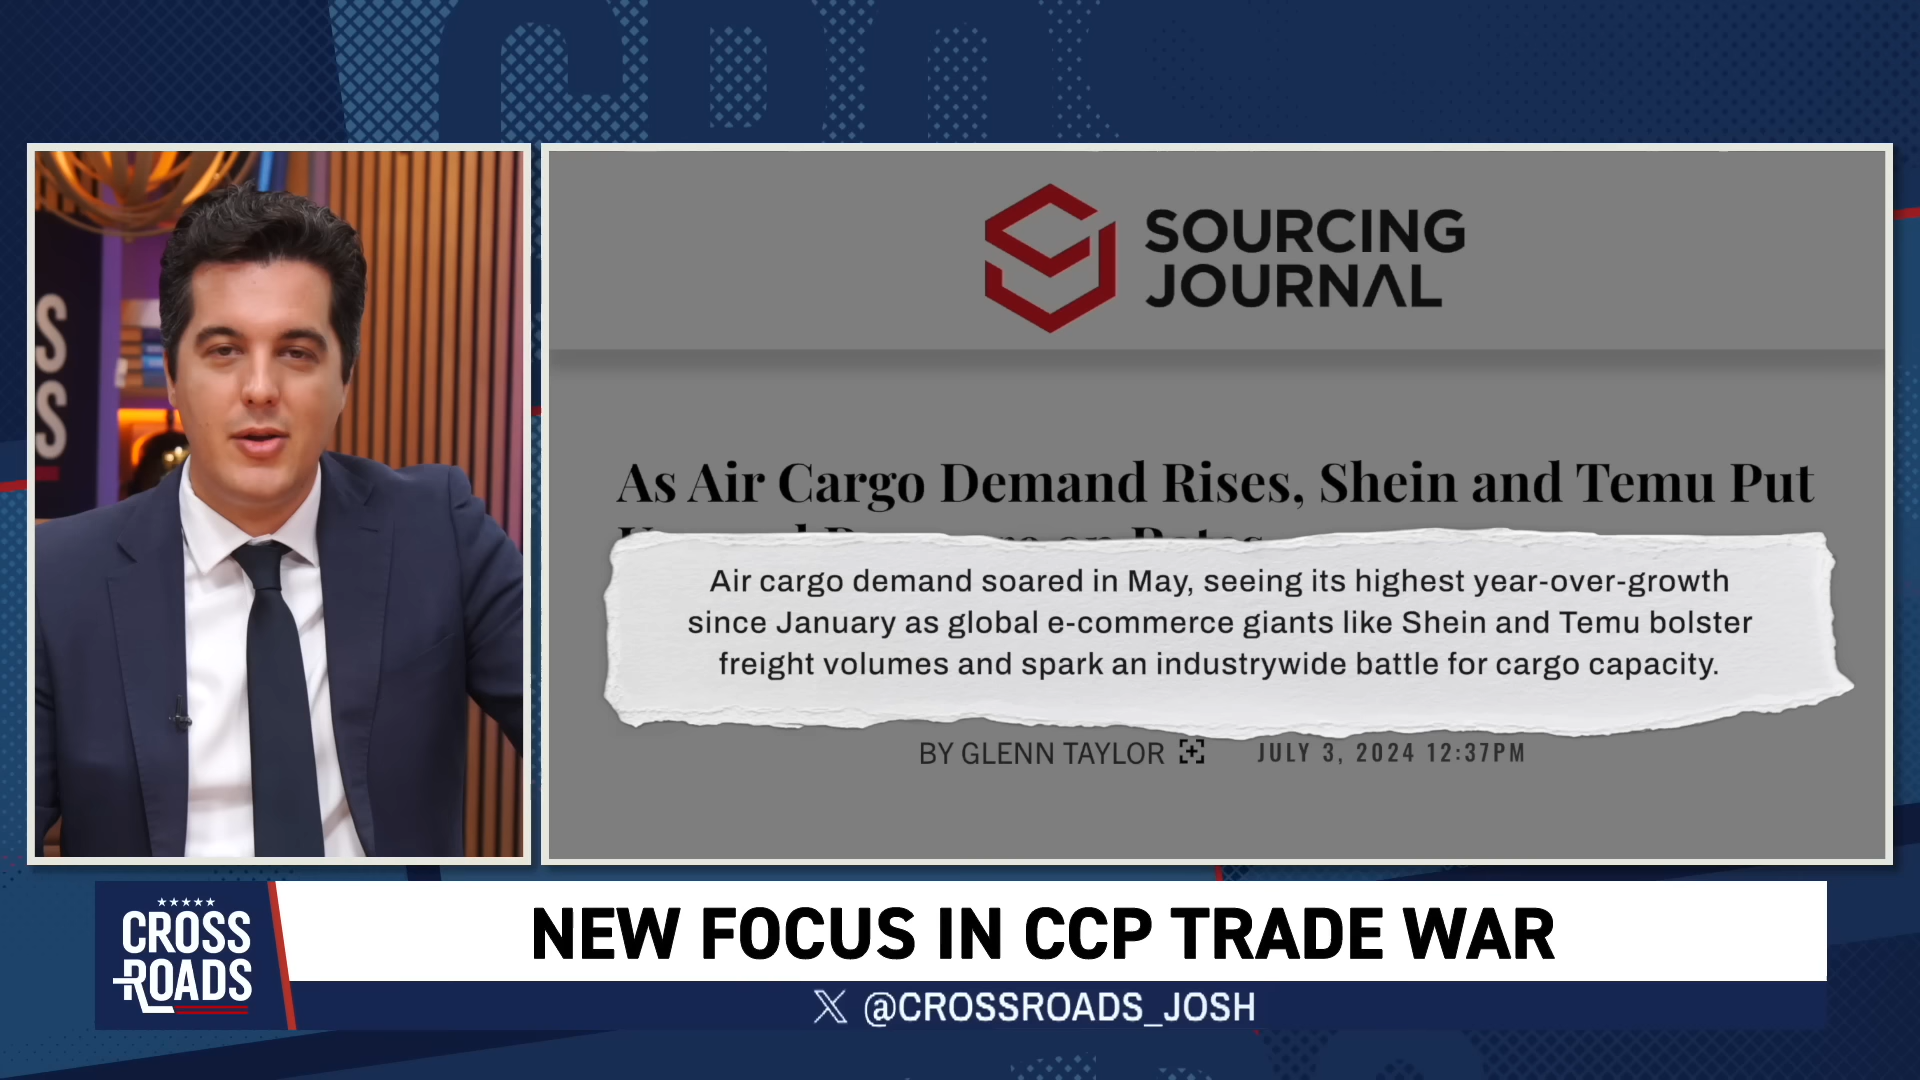 SOURCING
JOURNAL
As Air Cargo Demand Rises, Shein and Temu Put
on
Air cargo demand soared in May, seeing its highest year-over-growth
since January as global e-commerce giants like Shein and Temu bolster
freight volumes and spark an industrywide battle for cargo capacity.
BY GLENN TAYLOR
JULY 3, 2024 12:37PM
CROSS
ROADS
NEW FOCUS IN CCP TRADE WAR
@CROSSROADS_JOSH